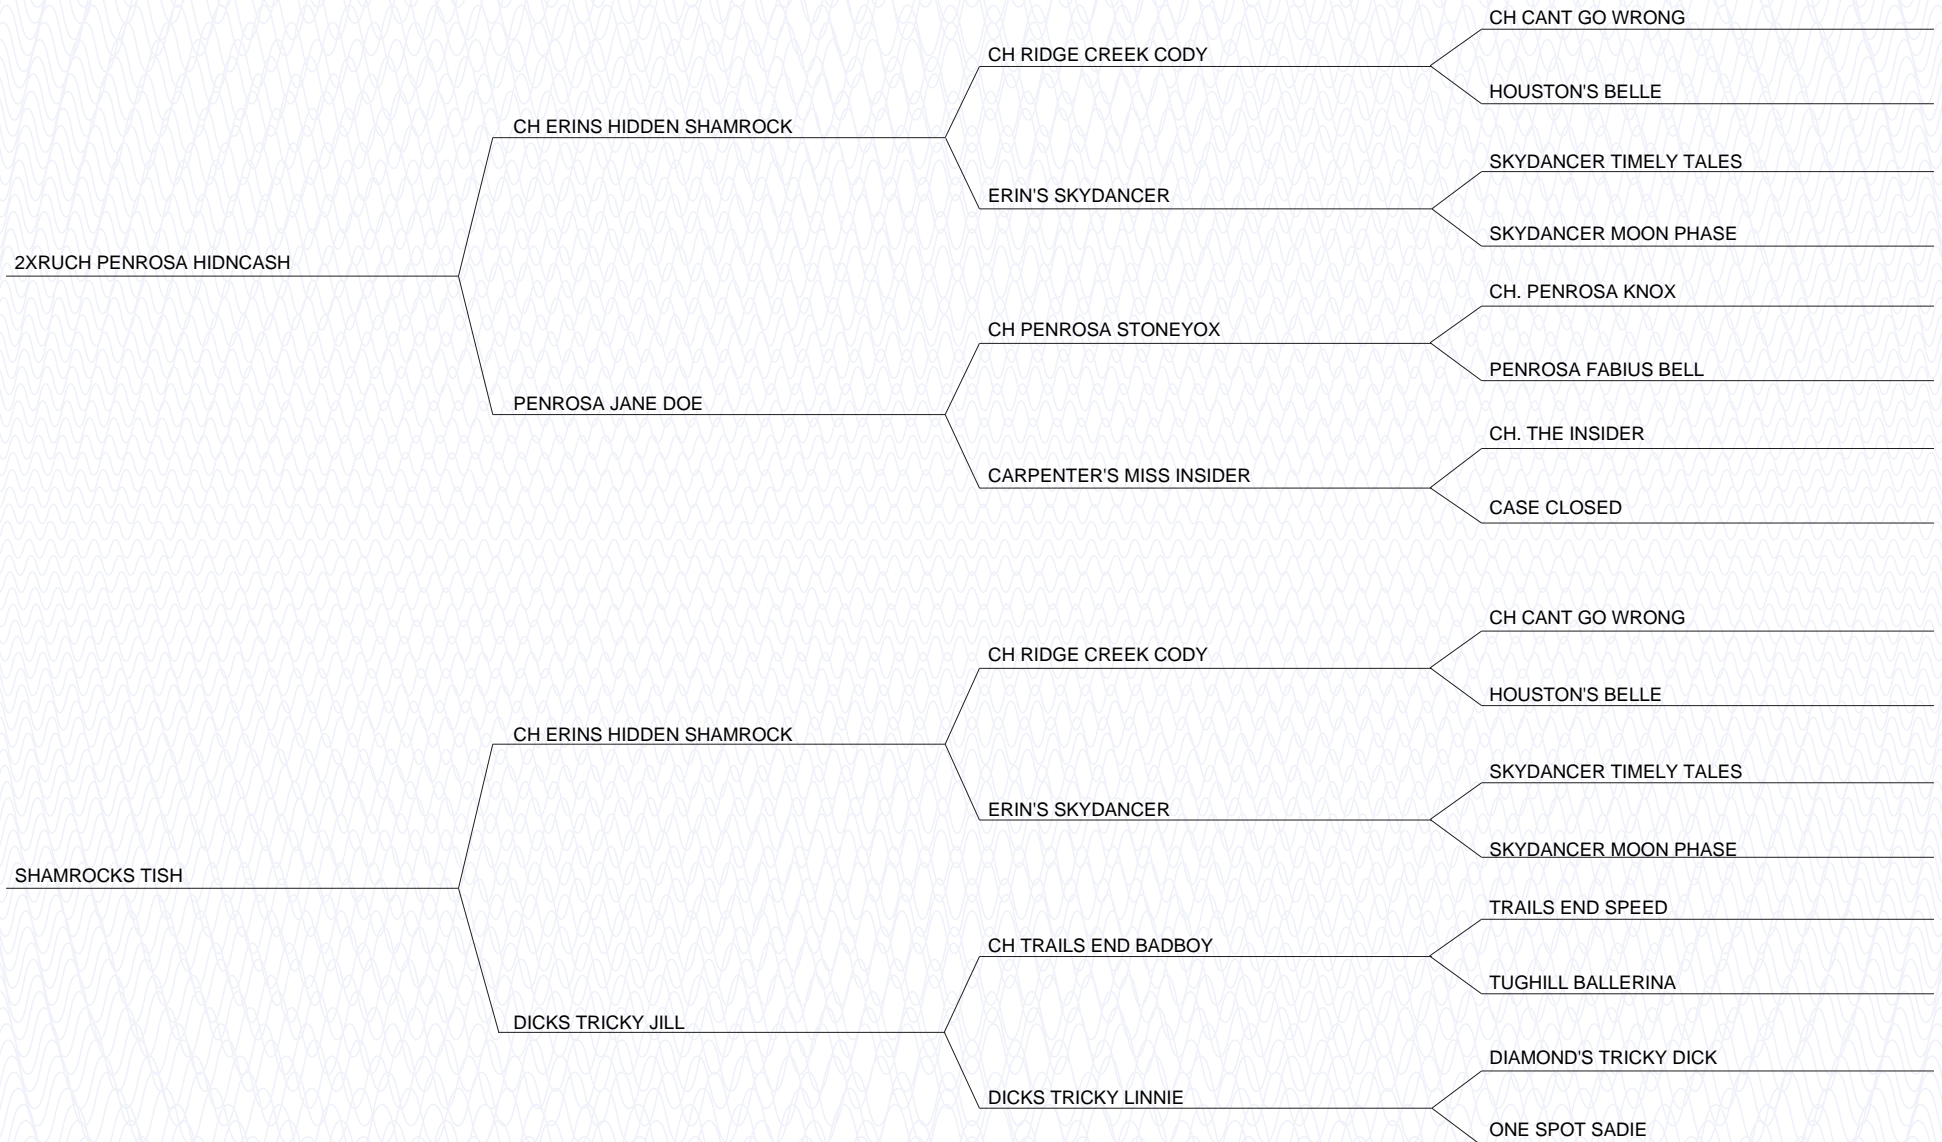 CH CANT GO WRONG
CH RIDGE CREEK CODY
HOUSTON'S BELLE
CH ERINS HIDDEN SHAMROCK
SKYDANCER TIMELY TALES
ERIN'S SKYDANCER
SKYDANCER MOON PHASE
2XRUCH PENROSA HIDNCASH
CH. PENROSA KNOX
CH PENROSA STONEYOX
PENROSA FABIUS BELL
PENROSA JANE DOE
CH. THE INSIDER
CARPENTER'S MISS INSIDER
CASE CLOSED
CH CANT GO WRONG
CH RIDGE CREEK CODY
HOUSTON'S BELLE
CH ERINS HIDDEN SHAMROCK
SKYDANCER TIMELY TALES
ERIN'S SKYDANCER
SKYDANCER MOON PHASE
SHAMROCKS TISH
TRAILS END SPEED
CH TRAILS END BADBOY
TUGHILL BALLERINA
DICKS TRICKY JILL
DIAMOND'S TRICKY DICK
DICKS TRICKY LINNIE
ONE SPOT SADIE